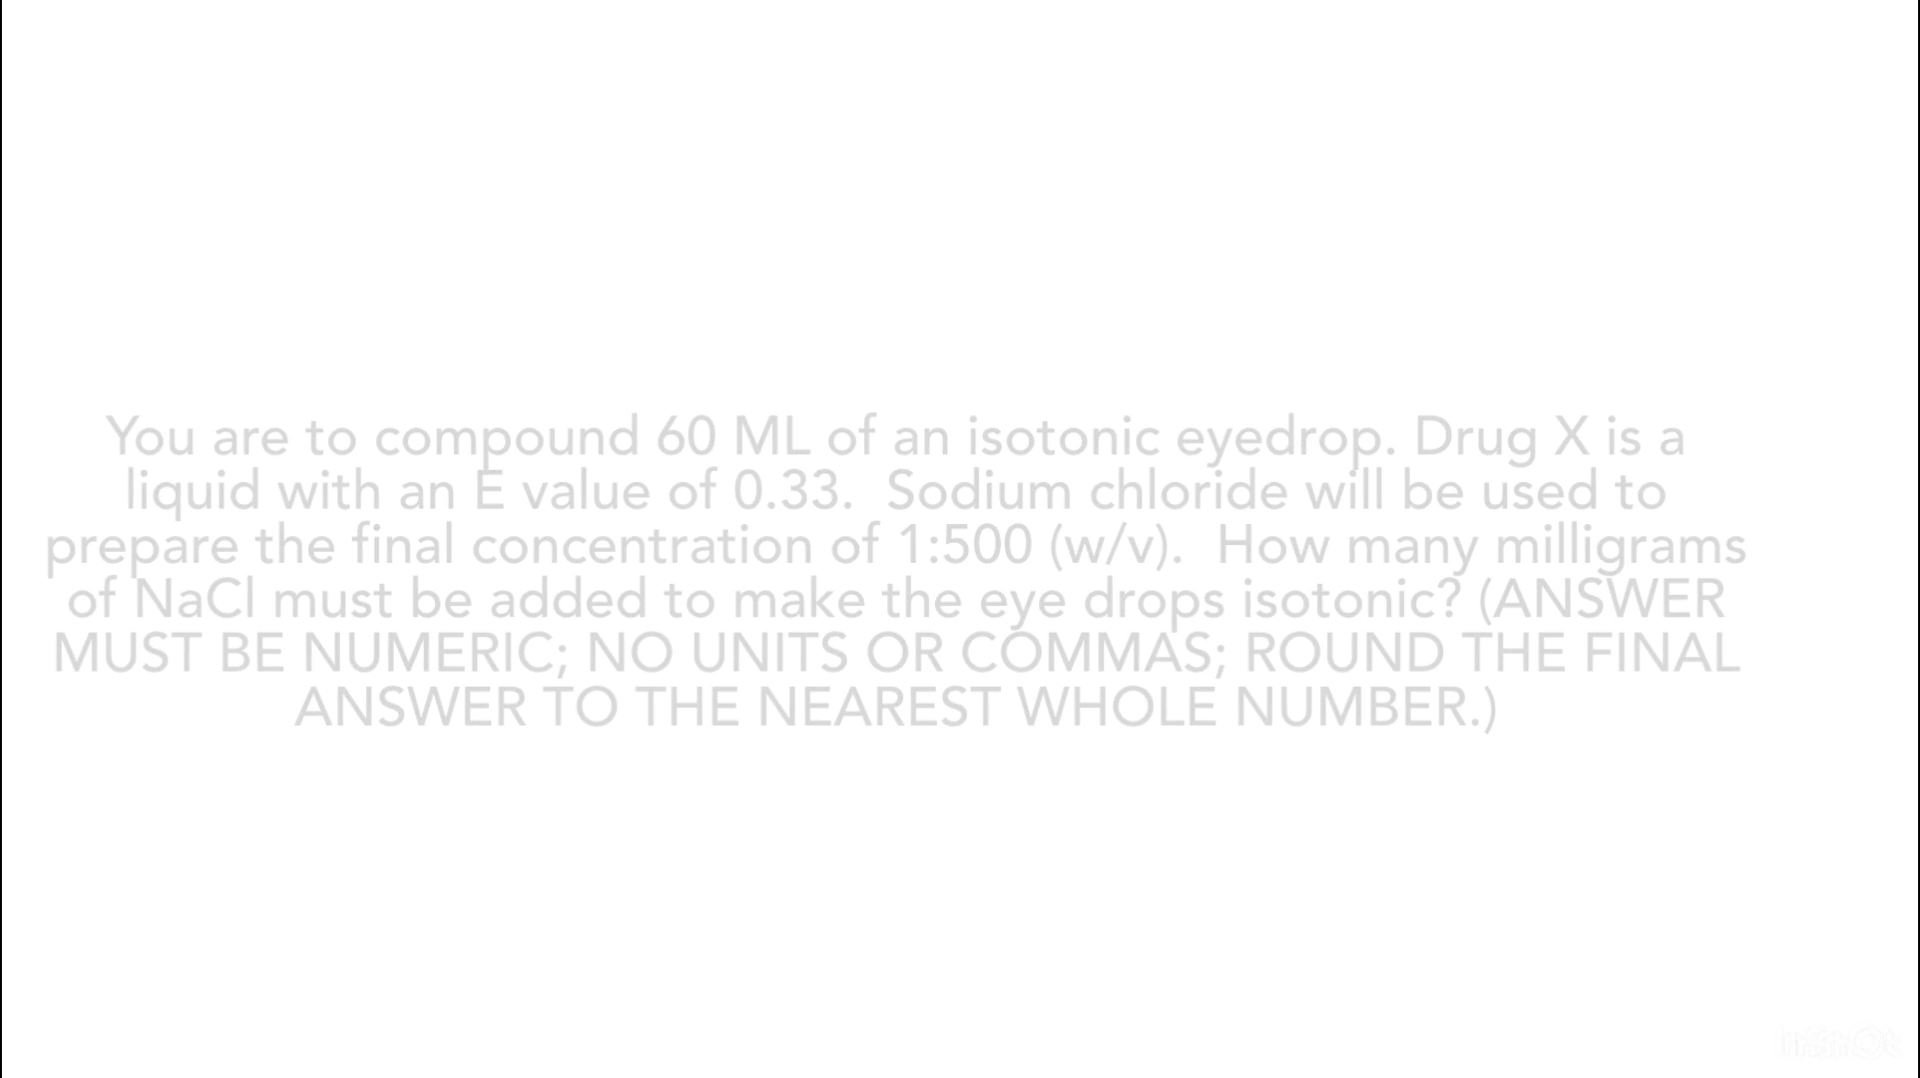 You are to compound 60 ML of an isotonic eyedrop. Drug X is a
liquid with an E value of 0.33.  Sodium chloride will be used to
prepare the final concentration of 1:500 (w/v).  How many milligrams
of NaCl must be added to make the eye drops isotonic? (ANSWER
MUST BE NUMERIC; NO UNITS OR COMMAS; ROUND THE FINAL
ANSWER TO THE NEAREST WHOLE NUMBER.)